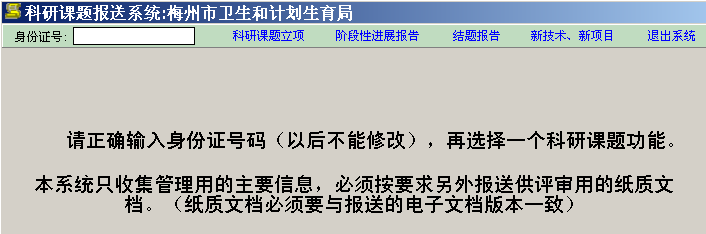 科研课题报送系统:梅州市卫生和计划生育局
身份证号: 科研课题立项 阶段性进展报告 结题报告 新技术、新项目 退出系统
请正确输入身份证号码（以后不能修改），再选择一个科研课题功能。
本系统只收集管理用的主要信息，必须按要求另外报送供评审用的纸质文
档。（纸质文档必须要与报送的电子文档版本一致）